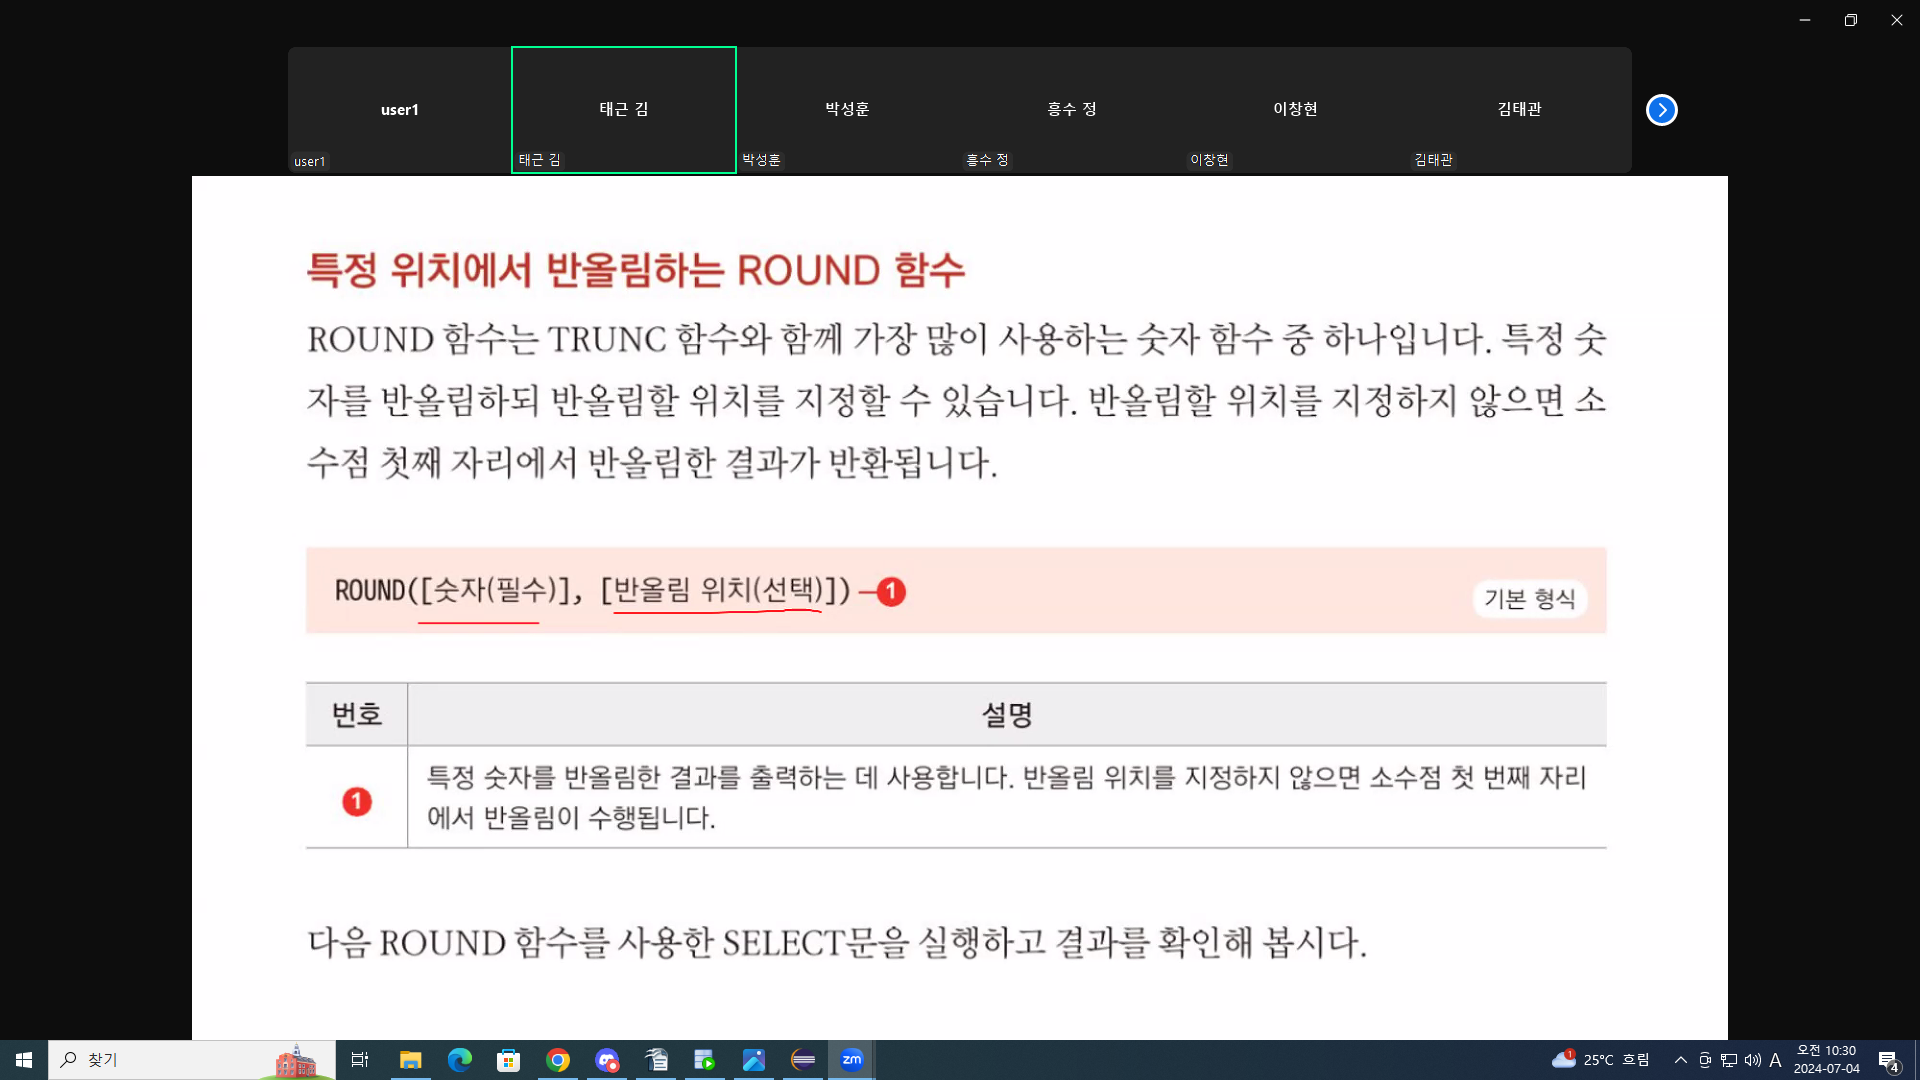 user1
태근 김
박성훈
흥수 정
이창현
김태관
user1
태근 김
박성훈
흥수 정
이창현
김태관
특정 위치에서 반올림하는 ROUND 함수
ROUND 함수는 TRUNC 함수와 함께 가장 많이 사용하는 숫자 함수 중 하나입니다. 특정 숫
자를 반올림하되 반올림할 위치를 지정할 수 있습니다. 반올림할 위치를 지정하지 않으면 소
수점 첫째 자리에서 반올림한 결과가 반환됩니다.
ROUND([숫자(필수)], [반올림 위치(선택)]) 1
기본 형식
번호
설명
1
특정 숫자를 반올림한 결과를 출력하는 데 사용합니다. 반올림 위치를 지정하지 않으면 소수점 첫 번째 자리
에서 반올림이 수행됩니다.
다음 ROUND 함수를 사용한 SELECT문을 실행하고 결과를 확인해 봅시다.
찾기
zm
1
25°C 흐림
A
오전 10:30
2024-07-04
4